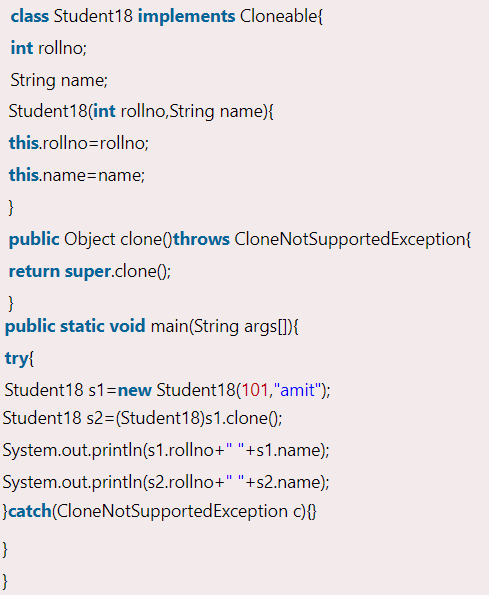 class Student18 implements Cloneable{
int rollno;
String name;
Student18(int rollno,String name){
this.rollno=rollno;
this.name=name;
}
public Object clone()throws CloneNotSupportedException{
return super.clone();
}
public static void main(String args[]){
try{
Student18 s1=new Student18(101,"amit");
Student18 s2=(Student18)s1.clone();
System.out.println(s1.rollno+" "+s1.name);
System.out.println(s2.rollno+" "+s2.name);
}catch(CloneNotSupportedException c){}
}
}